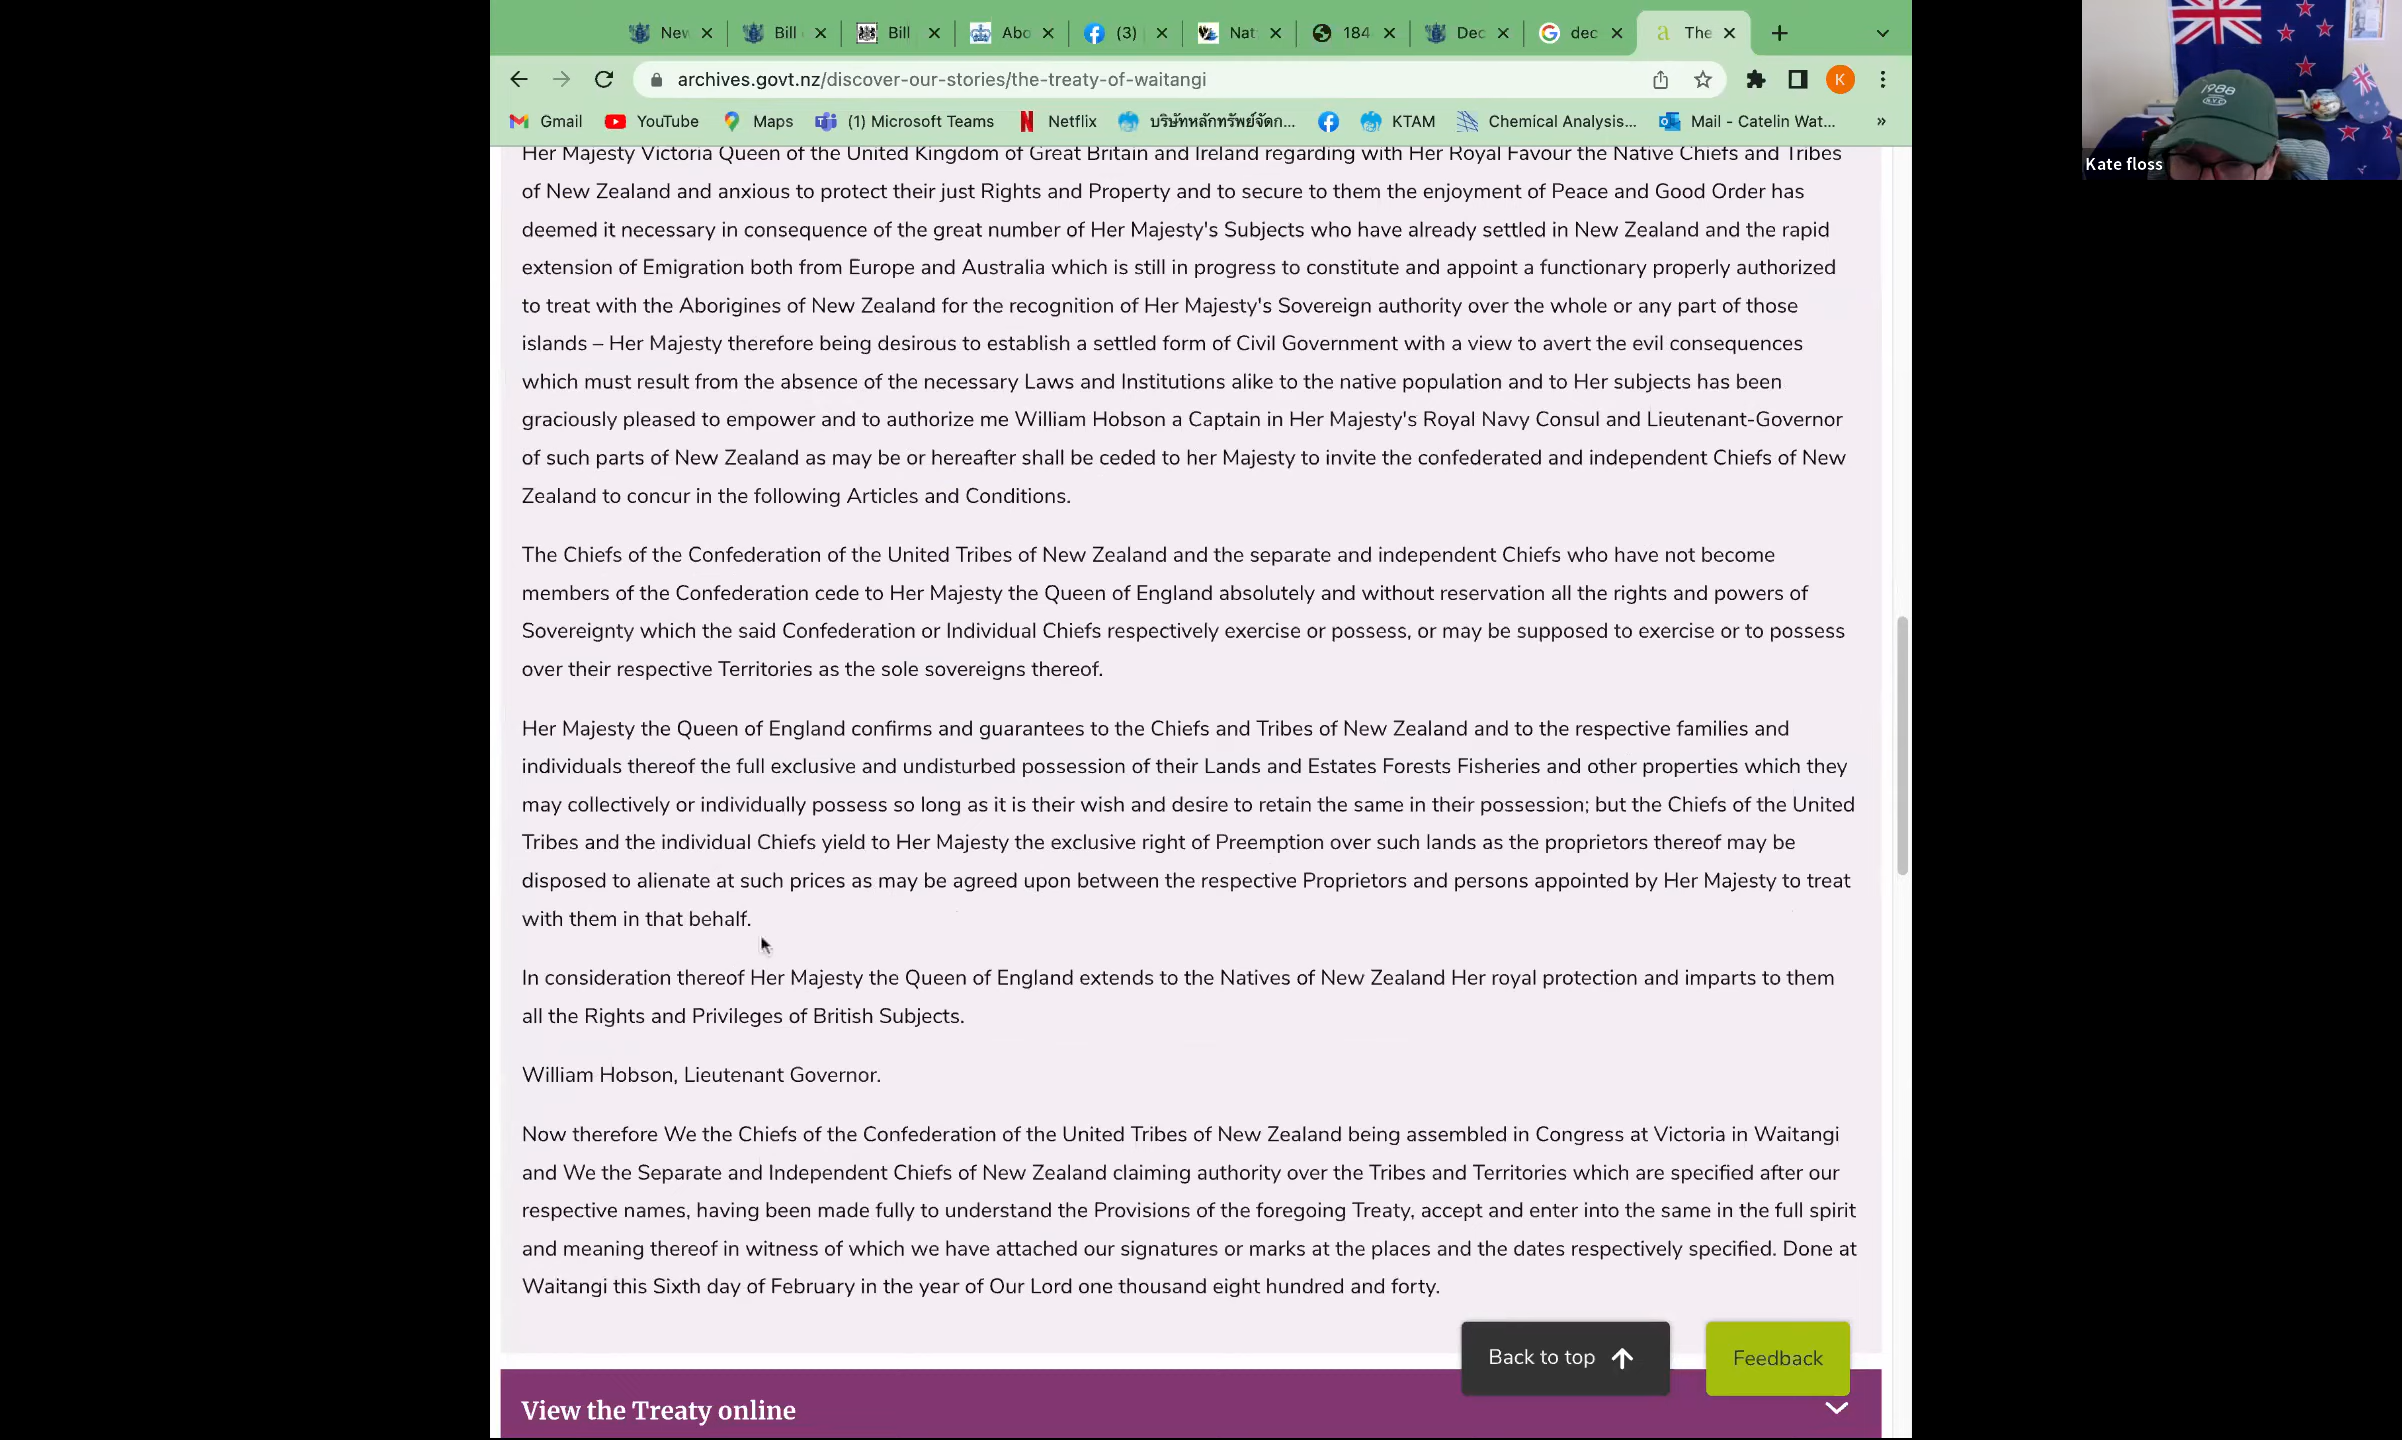 New
Bill
Bill
Abo
(3)
Nat
184
Dec
dec
The
archives.govt.nz/discover-our-stories/the-treaty-of-waitangi
K
Gmail
YouTube
Maps
(1) Microsoft Teams
Netflix
บริษัทหลักทรัพย์จัดก...
KTAM
Chemical Analysis...
Mail - Catelin Wat...
»
1988
Kate floss
Her Majesty Victoria Queen of the United Kingdom of Great Britain and Ireland regarding with Her Royal Favour the Native Chiefs and Tribes
of New Zealand and anxious to protect their just Rights and Property and to secure to them the enjoyment of Peace and Good Order has
deemed it necessary in consequence of the great number of Her Majesty's Subjects who have already settled in New Zealand and the rapid
extension of Emigration both from Europe and Australia which is still in progress to constitute and appoint a functionary properly authorized
to treat with the Aborigines of New Zealand for the recognition of Her Majesty's Sovereign authority over the whole or any part of those
islands – Her Majesty therefore being desirous to establish a settled form of Civil Government with a view to avert the evil consequences
which must result from the absence of the necessary Laws and Institutions alike to the native population and to Her subjects has been
graciously pleased to empower and to authorize me William Hobson a Captain in Her Majesty's Royal Navy Consul and Lieutenant-Governor
of such parts of New Zealand as may be or hereafter shall be ceded to her Majesty to invite the confederated and independent Chiefs of New
Zealand to concur in the following Articles and Conditions.
The Chiefs of the Confederation of the United Tribes of New Zealand and the separate and independent Chiefs who have not become
members of the Confederation cede to Her Majesty the Queen of England absolutely and without reservation all the rights and powers of
Sovereignty which the said Confederation or Individual Chiefs respectively exercise or possess, or may be supposed to exercise or to possess
over their respective Territories as the sole sovereigns thereof.
Her Majesty the Queen of England confirms and guarantees to the Chiefs and Tribes of New Zealand and to the respective families and
individuals thereof the full exclusive and undisturbed possession of their Lands and Estates Forests Fisheries and other properties which they
may collectively or individually possess so long as it is their wish and desire to retain the same in their possession; but the Chiefs of the United
Tribes and the individual Chiefs yield to Her Majesty the exclusive right of Preemption over such lands as the proprietors thereof may be
disposed to alienate at such prices as may be agreed upon between the respective Proprietors and persons appointed by Her Majesty to treat
with them in that behalf.
In consideration thereof Her Majesty the Queen of England extends to the Natives of New Zealand Her royal protection and imparts to them
all the Rights and Privileges of British Subjects.
William Hobson, Lieutenant Governor.
Now therefore We the Chiefs of the Confederation of the United Tribes of New Zealand being assembled in Congress at Victoria in Waitangi
and We the Separate and Independent Chiefs of New Zealand claiming authority over the Tribes and Territories which are specified after our
respective names, having been made fully to understand the Provisions of the foregoing Treaty, accept and enter into the same in the full spirit
and meaning thereof in witness of which we have attached our signatures or marks at the places and the dates respectively specified. Done at
Waitangi this Sixth day of February in the year of Our Lord one thousand eight hundred and forty.
Back to top
Feedback
View the Treaty online